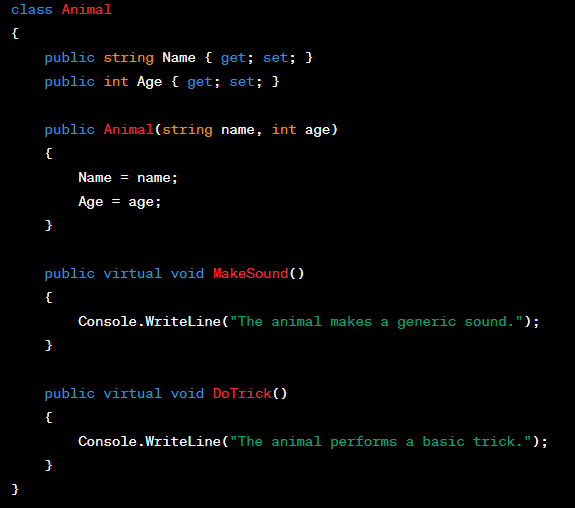 class Animal
{
    public string Name { get; set; }
    public int Age { get; set; }

    public Animal(string name, int age)
    {
        Name = name;
        Age = age;
    }

    public virtual void MakeSound()
    {
        Console.WriteLine("The animal makes a generic sound.");
    }

    public virtual void DoTrick()
    {
        Console.WriteLine("The animal performs a basic trick.");
    }
}